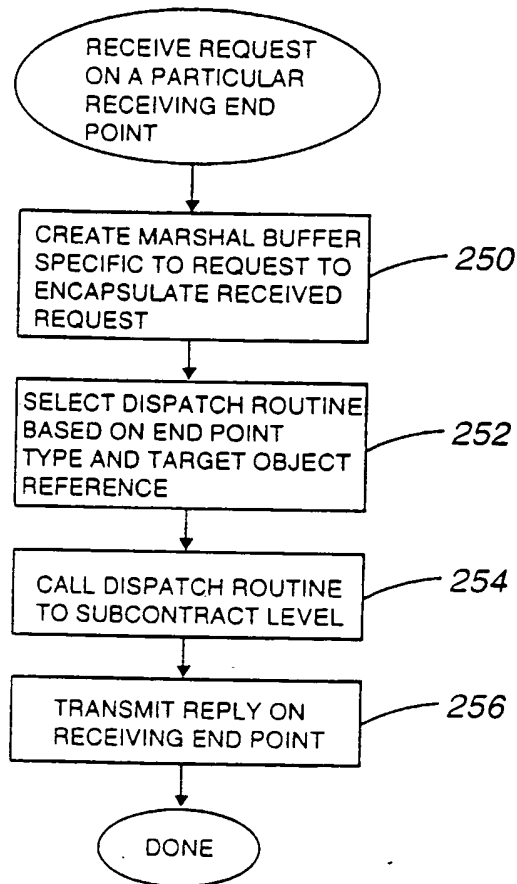 RECEIVE REQUEST
ON A PARTICULAR
RECEIVING END
POINT
CREATE MARSHAL BUFFER
SPECIFIC TO REQUEST TO
ENCAPSULATE RECEIVED
REQUEST
250
SELECT DISPATCH ROUTINE
BASED ON END POINT
TYPE AND TARGET OBJECT
REFERENCE
252
CALL DISPATCH ROUTINE
TO SUBCONTRACT LEVEL
254
TRANSMIT REPLY ON
RECEIVING END POINT
256
DONE